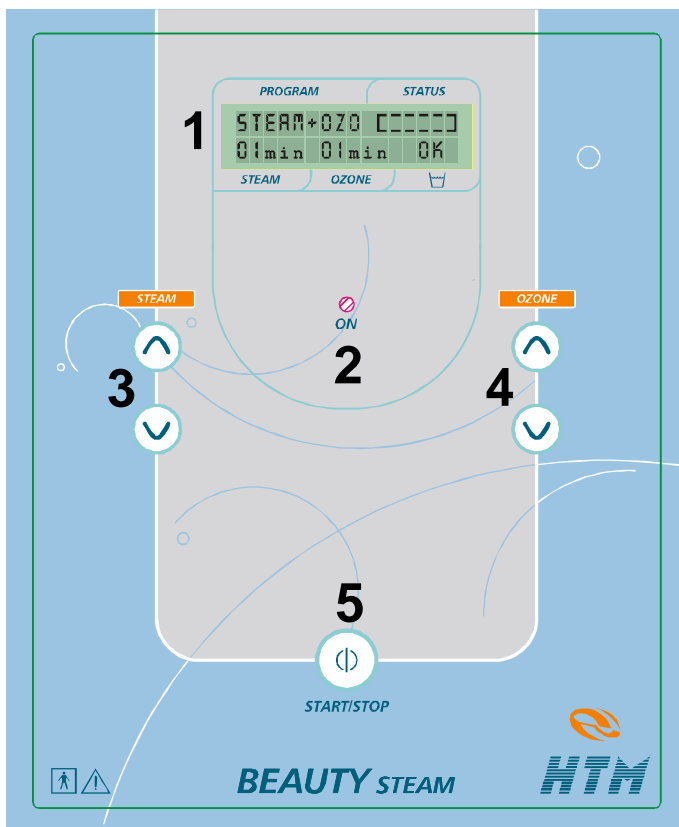 PROGRAM STATUS
1
STEAM+OZO [_____]
01min 01min OK
STEAM OZONE
STEAM
OZONE
ON
2
3
4
5
START/STOP
BEAUTY STEAM
HTM